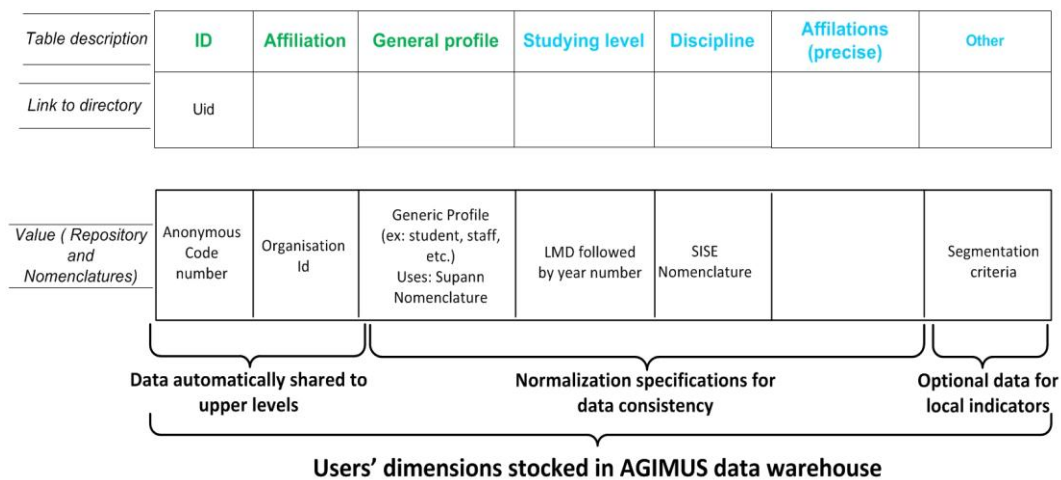 Table description
ID
Affiliation
General profile
Studying level
Discipline
Affilations
(precise)
Other
Link to directory
Uid
Value ( Repository
and
Nomenclatures)
Anonymous
Code
number
Organisation
Id
Generic Profile
(ex: student, staff,
etc.)
Uses: Supann
Nomenclature
LMD followed
by year number
SISE
Nomenclature
Segmentation
criteria
Data automatically shared to
upper levels
Normalization specifications for
data consistency
Optional data for
local indicators
Users' dimensions stocked in AGIMUS data warehouse